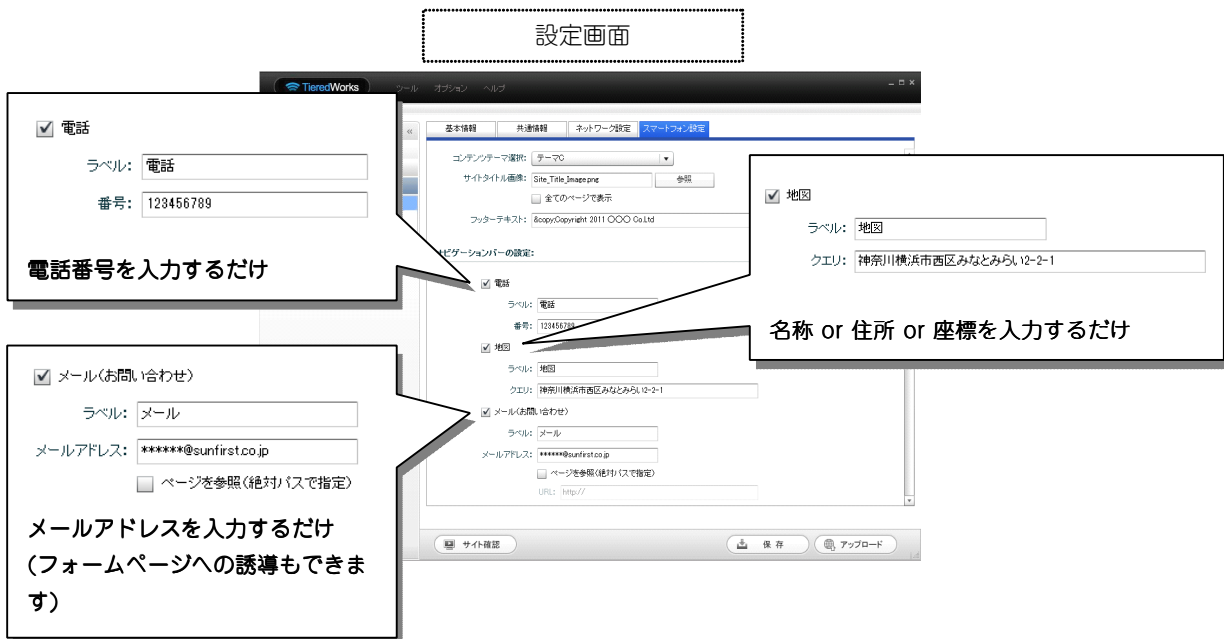 設定画面
TieredWorks
ツール オプション ヘルプ
基本情報 共通情報 ネットワーク設定 スマートフォン設定
コンテンツテーマ選択: テーマC
サイトタイトル画像: Site_Title_Image.png 参照
全てのページで表示
フッターテキスト: &copy;Copyright 2011 〇〇〇 Co.Ltd
ビゲーションバーの設定:
電話
ラベル: 電話
番号: 123456789
地図
ラベル: 地図
クエリ: 神奈川横浜市西区みなとみらい2-2-1
メール(お問い合わせ)
ラベル: メール
メールアドレス: ******@sunfirst.co.jp
ページを参照(絶対パスで指定)
URL: http://
サイト確認
保存
アップロード
電話
ラベル: 電話
番号: 123456789
電話番号を入力するだけ
地図
ラベル: 地図
クエリ: 神奈川横浜市西区みなとみらい2-2-1
名称 or 住所 or 座標を入力するだけ
メール(お問い合わせ)
ラベル: メール
メールアドレス: ******@sunfirst.co.jp
ページを参照(絶対パスで指定)
メールアドレスを入力するだけ
(フォームページへの誘導もできま
す)